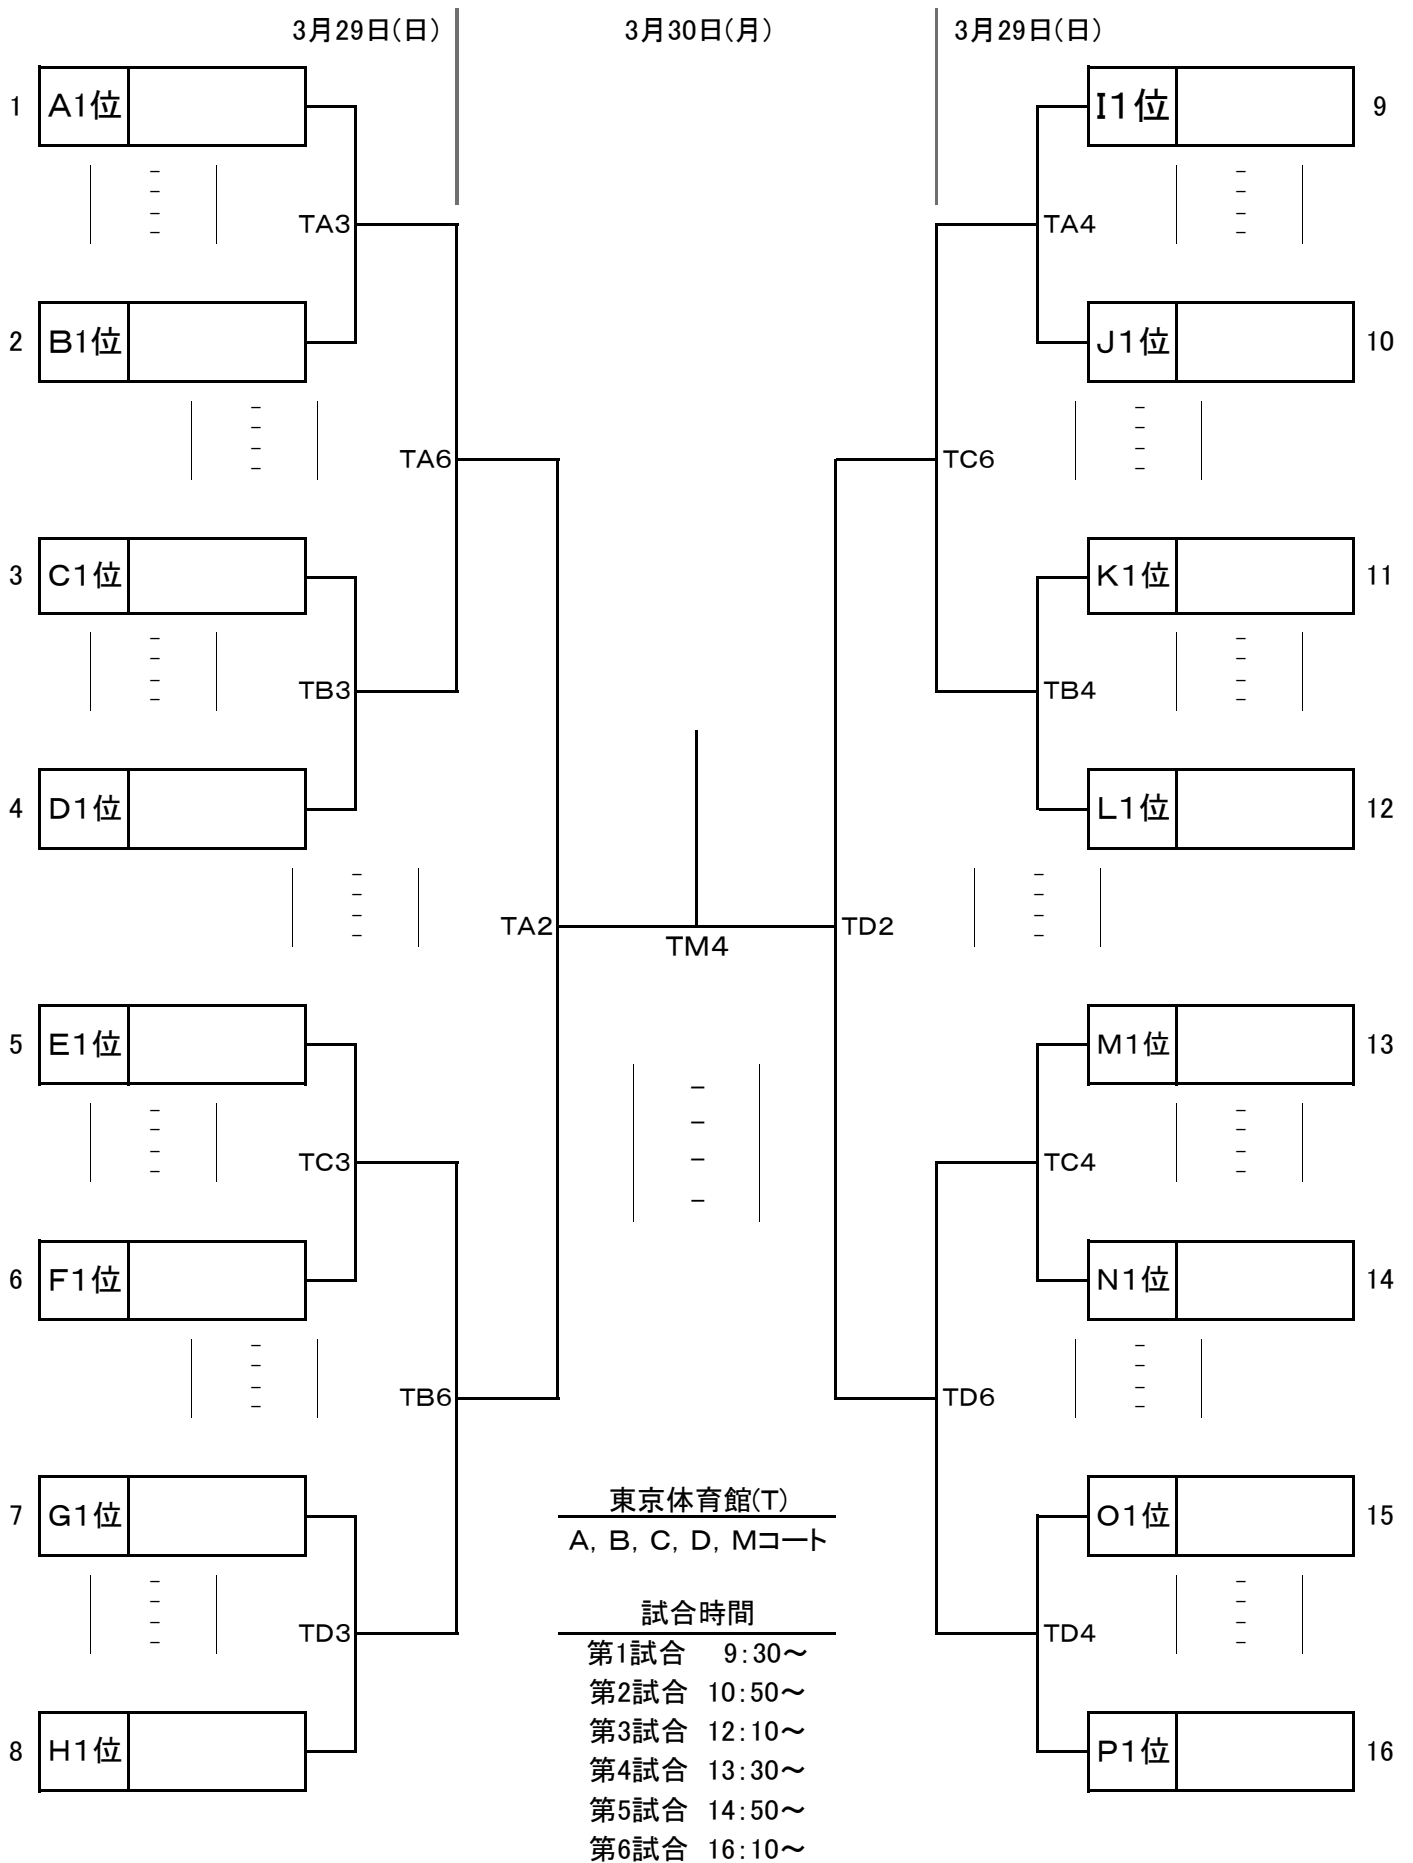 3月29日(日) 3月30日(月) 3月29日(日)
1 A1位 I1位 9
TA3 TA4
2 B1位 J1位 10
TA6 TC6
3 C1位 K1位 11
TB3 TB4
4 D1位 L1位 12
TA2 TD2
TM4
5 E1位 M1位 13
TC3 TC4
6 F1位 N1位 14
TB6 TD6
7 G1位 O1位 15
TD3 TD4
8 H1位 P1位 16
東京体育館(T)
A, B, C, D, Mコート
試合時間
第1試合 9:30～
第2試合 10:50～
第3試合 12:10～
第4試合 13:30～
第5試合 14:50～
第6試合 16:10～